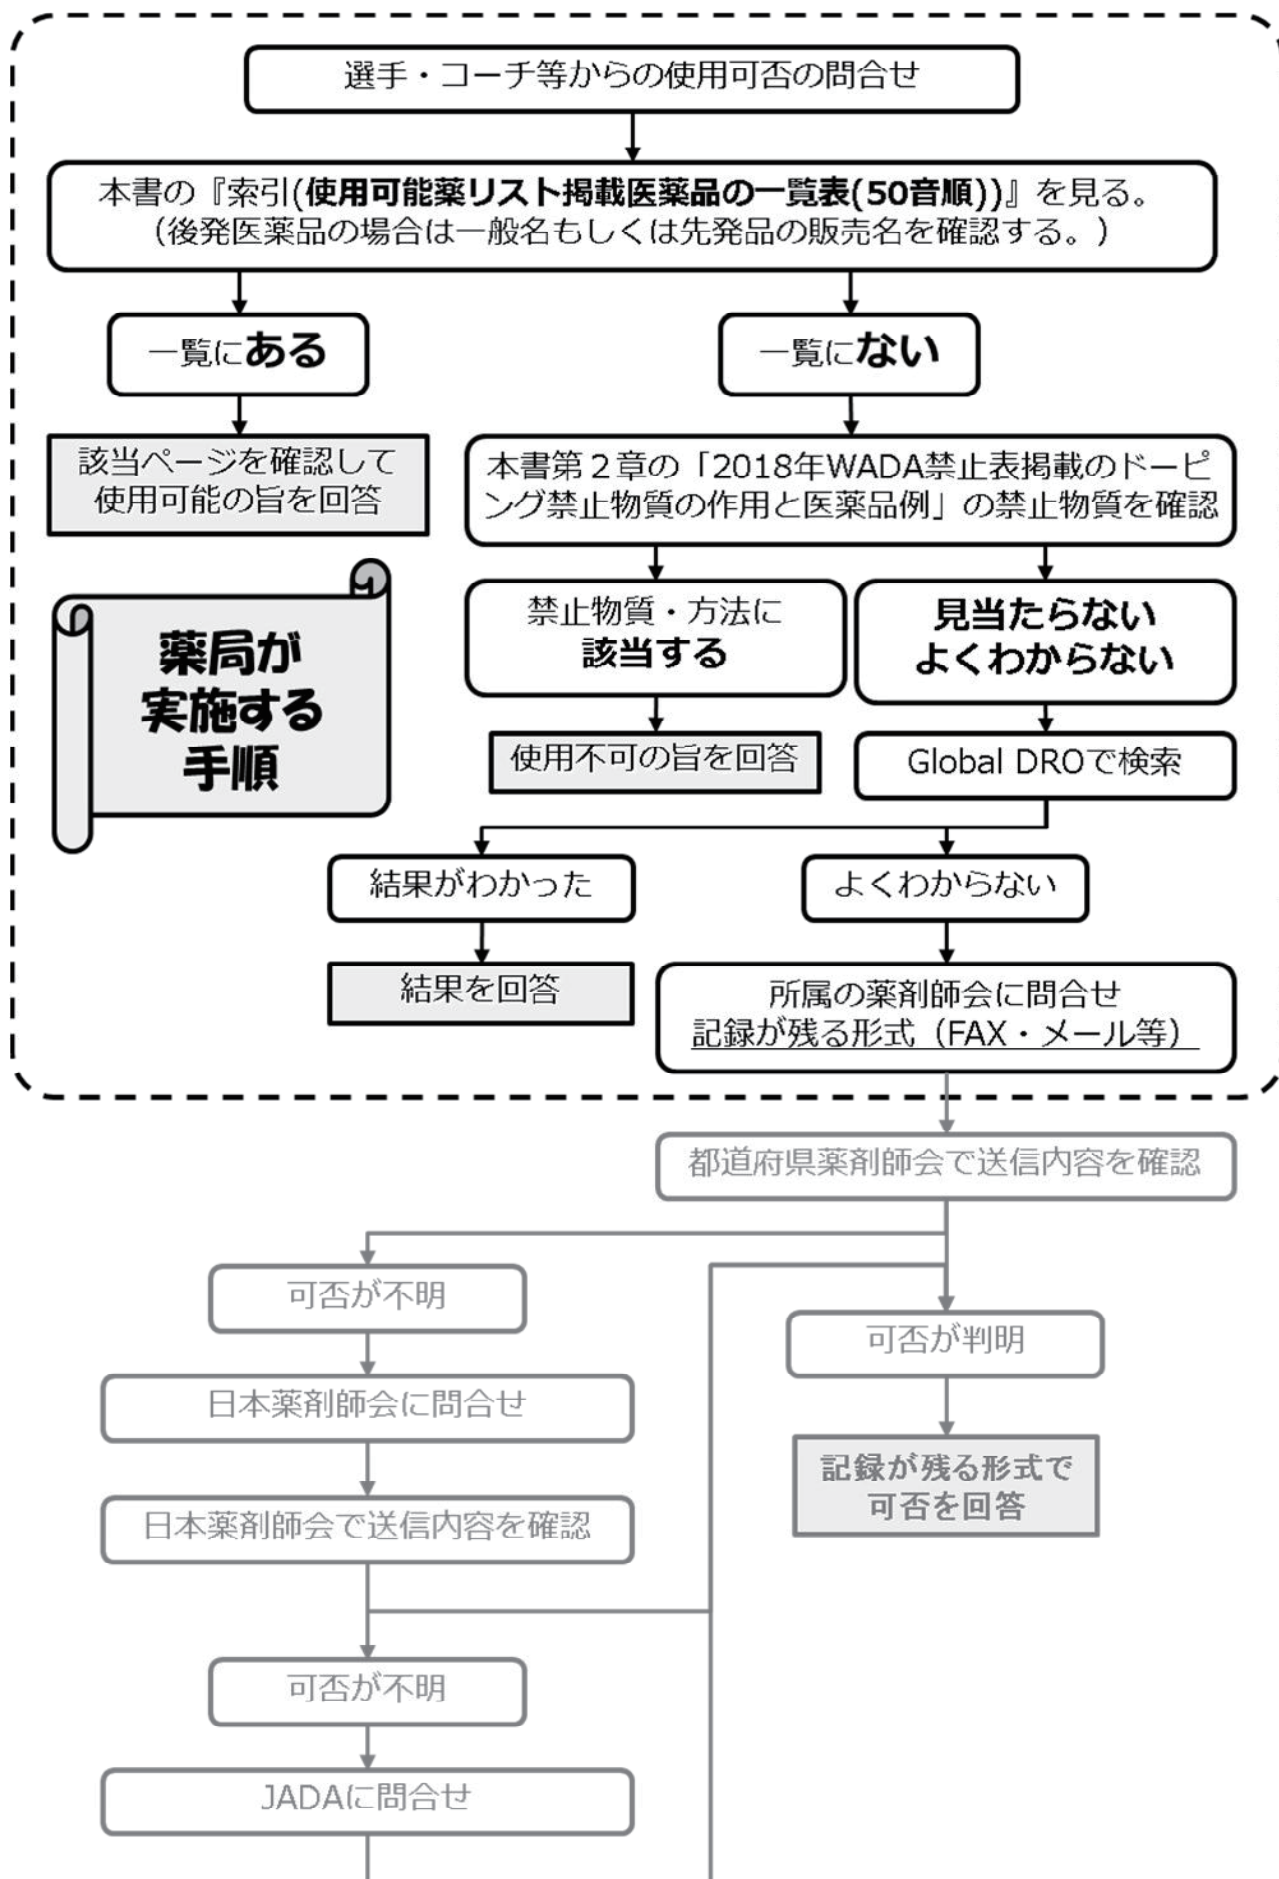 選手・コーチ等からの使用可否の問合せ
本書の『索引(使用可能薬リスト掲載医薬品の一覧表(50音順))』を見る。
（後発医薬品の場合は一般名もしくは先発品の販売名を確認する。）
一覧にある
一覧にない
該当ページを確認して
使用可能の旨を回答
本書第２章の「2018年WADA禁止表掲載のドーピ
ング禁止物質の作用と医薬品例」の禁止物質を確認
薬局が
実施する
手順
禁止物質・方法に
該当する
見当たらない
よくわからない
使用不可の旨を回答
Global DROで検索
結果がわかった
よくわからない
結果を回答
所属の薬剤師会に問合せ
記録が残る形式（FAX・メール等）
都道府県薬剤師会で送信内容を確認
可否が不明
可否が判明
日本薬剤師会に問合せ
記録が残る形式で
可否を回答
日本薬剤師会で送信内容を確認
可否が不明
JADAに問合せ